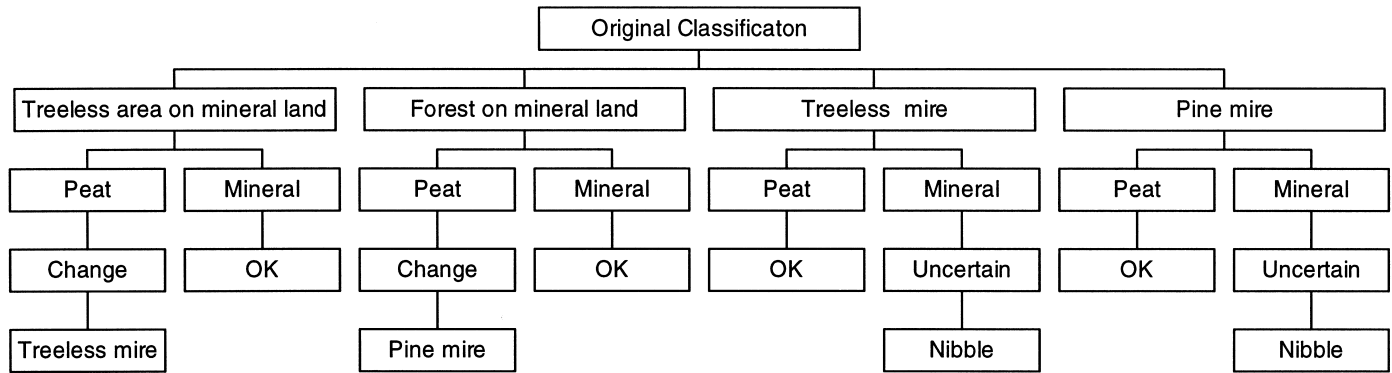 Original Classificaton
Treeless area on mineral land
Forest on mineral land
Treeless mire
Pine mire
Peat
Mineral
Peat
Mineral
Peat
Mineral
Peat
Mineral
Change
OK
Change
OK
OK
Uncertain
OK
Uncertain
Treeless mire
Pine mire
Nibble
Nibble